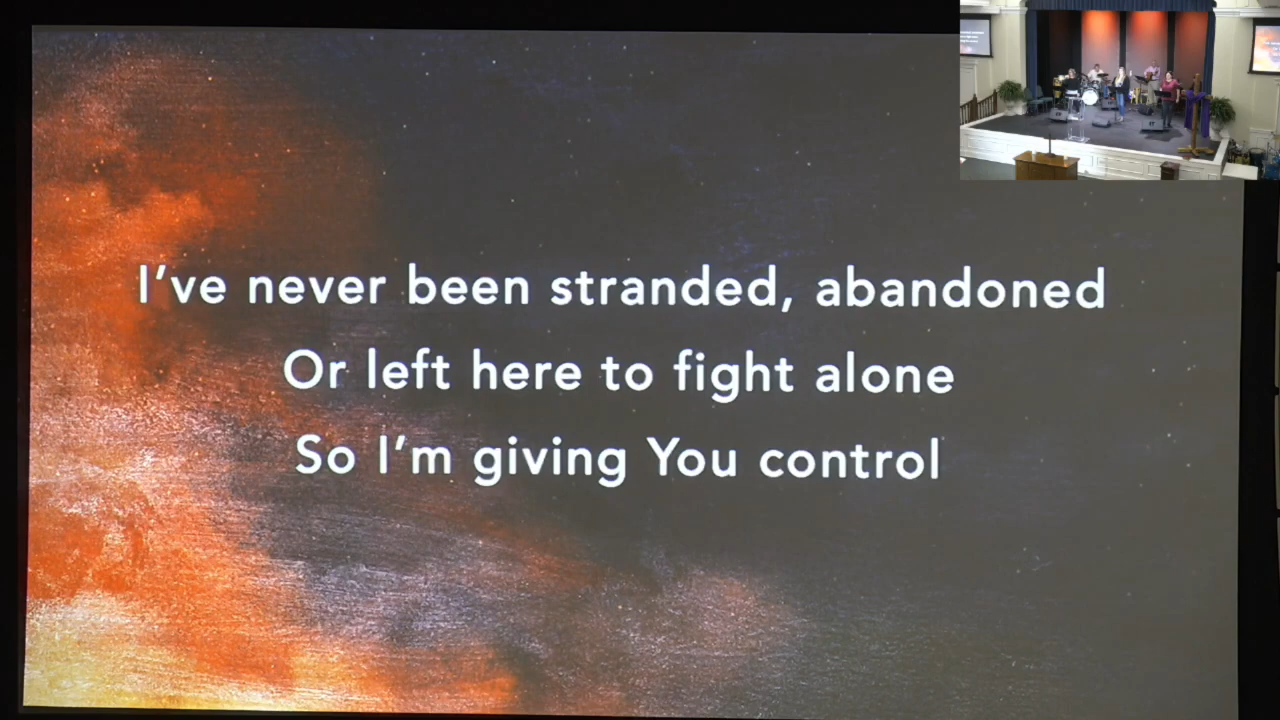 I've never been stranded, abandoned
Or left here to fight alone
So I'm giving You control